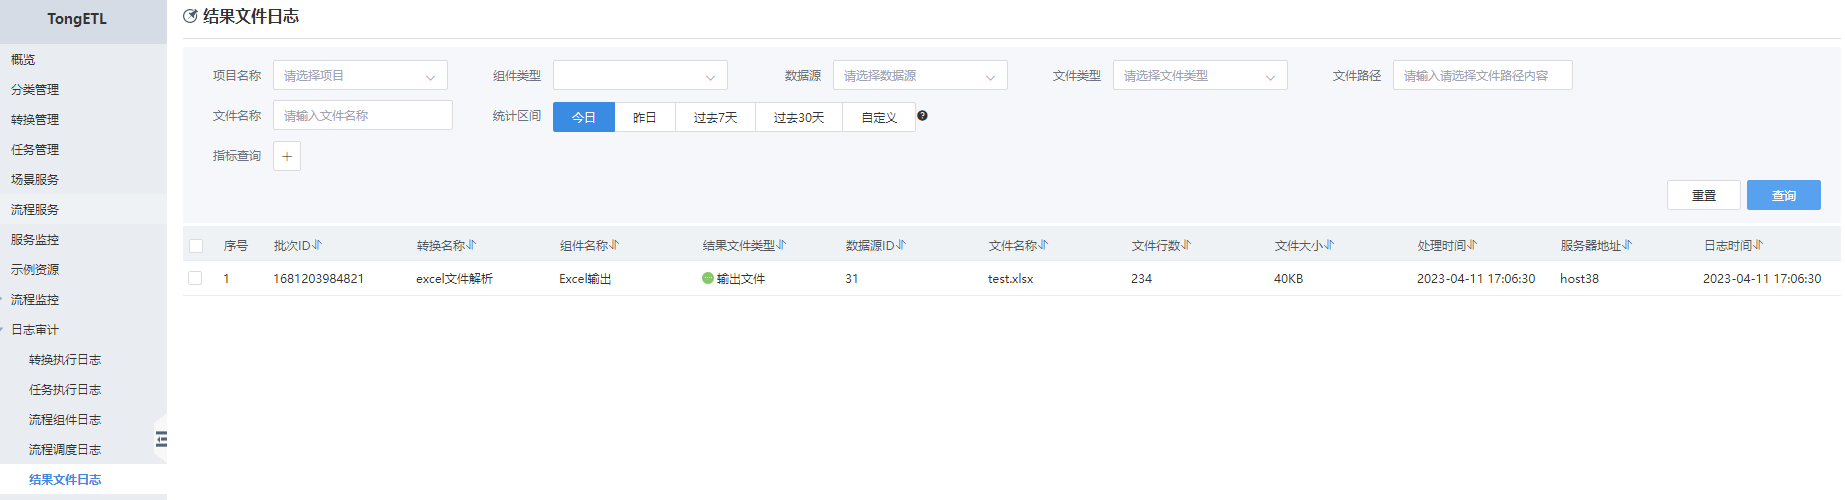 TongETL
概览
分类管理
转换管理
任务管理
场景服务
流程服务
服务监控
示例资源
流程监控
日志审计
转换执行日志
任务执行日志
流程组件日志
流程调度日志
结果文件日志
结果文件日志
项目名称 请选择项目 组件类型 数据源 请选择数据源 文件类型 请选择文件类型 文件路径 请输入请选择文件路径内容
文件名称 请输入文件名称 统计区间 今日 昨日 过去7天 过去30天 自定义 ?
指标查询 +
重置 查询
序号 批次ID 转换名称 组件名称 结果文件类型 数据源ID 文件名称 文件行数 文件大小 处理时间 服务器地址 日志时间
1 1681203984821 excel文件解析 Excel输出 输出文件 31 test.xlsx 234 40KB 2023-04-11 17:06:30 host38 2023-04-11 17:06:30